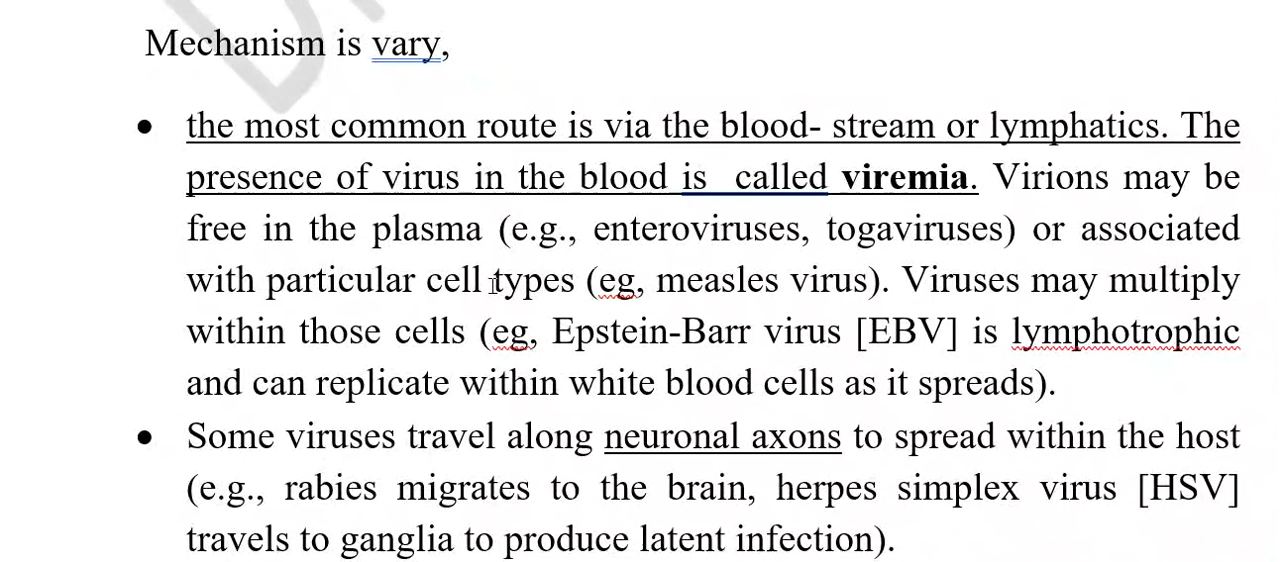 Mechanism is vary,
• the most common route is via the blood- stream or lymphatics. The
presence of virus in the blood is called viremia. Virions may be
free in the plasma (e.g., enteroviruses, togaviruses) or associated
with particular cell types (eg, measles virus). Viruses may multiply
within those cells (eg, Epstein-Barr virus [EBV] is lymphotrophic
and can replicate within white blood cells as it spreads).
• Some viruses travel along neuronal axons to spread within the host
(e.g., rabies migrates to the brain, herpes simplex virus [HSV]
travels to ganglia to produce latent infection).